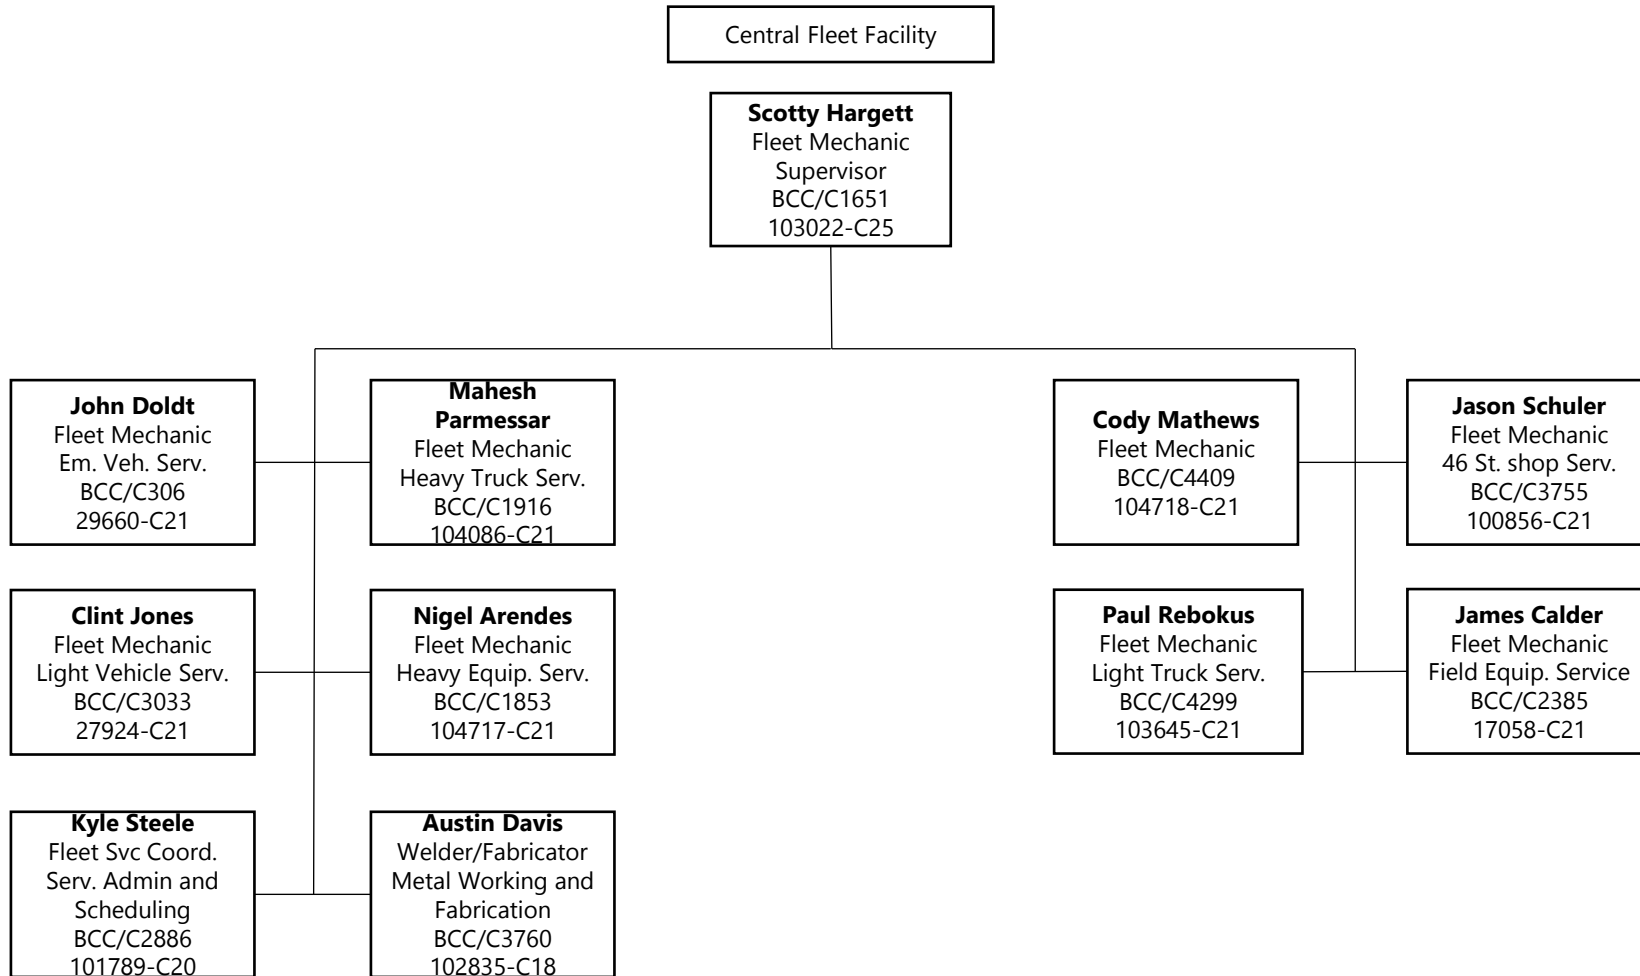 Central Fleet Facility
Scotty Hargett
Fleet Mechanic
Supervisor
BCC/C1651
103022-C25
John Doldt
Fleet Mechanic
Em. Veh. Serv.
BCC/C306
29660-C21
Mahesh
Parmessar
Fleet Mechanic
Heavy Truck Serv.
BCC/C1916
104086-C21
Cody Mathews
Fleet Mechanic
BCC/C4409
104718-C21
Jason Schuler
Fleet Mechanic
46 St. shop Serv.
BCC/C3755
100856-C21
Clint Jones
Fleet Mechanic
Light Vehicle Serv.
BCC/C3033
27924-C21
Nigel Arendes
Fleet Mechanic
Heavy Equip. Serv.
BCC/C1853
104717-C21
Paul Rebokus
Fleet Mechanic
Light Truck Serv.
BCC/C4299
103645-C21
James Calder
Fleet Mechanic
Field Equip. Service
BCC/C2385
17058-C21
Kyle Steele
Fleet Svc Coord.
Serv. Admin and
Scheduling
BCC/C2886
101789-C20
Austin Davis
Welder/Fabricator
Metal Working and
Fabrication
BCC/C3760
102835-C18